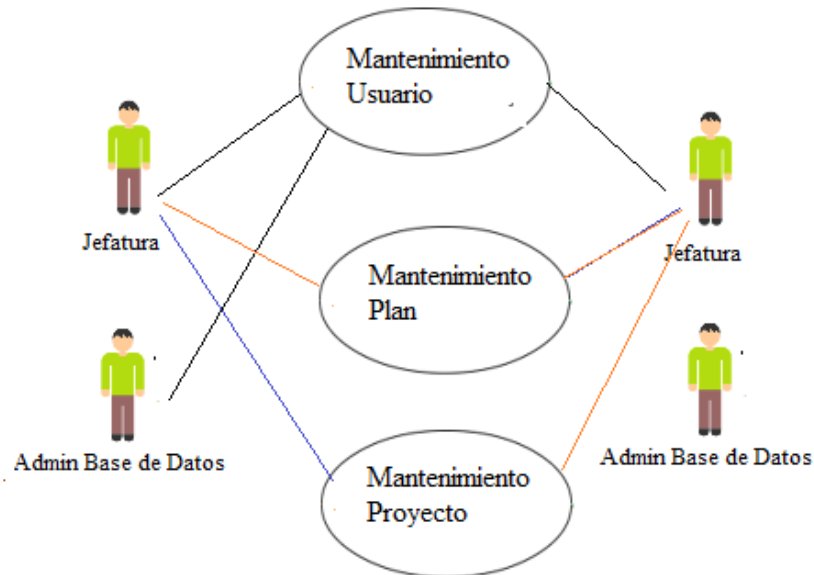 Mantenimiento
Usuario
Jefatura
Jefatura
Mantenimiento
Plan
Admin Base de Datos
Admin Base de Datos
Mantenimiento
Proyecto